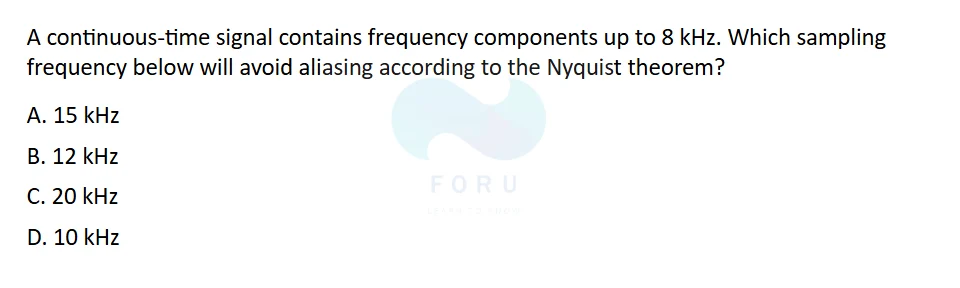 A continuous-time signal contains frequency components up to 8 kHz. Which sampling
frequency below will avoid aliasing according to the Nyquist theorem?
A. 15 kHz
B. 12 kHz
FORU
C. 20 kHz
D. 10 kHz